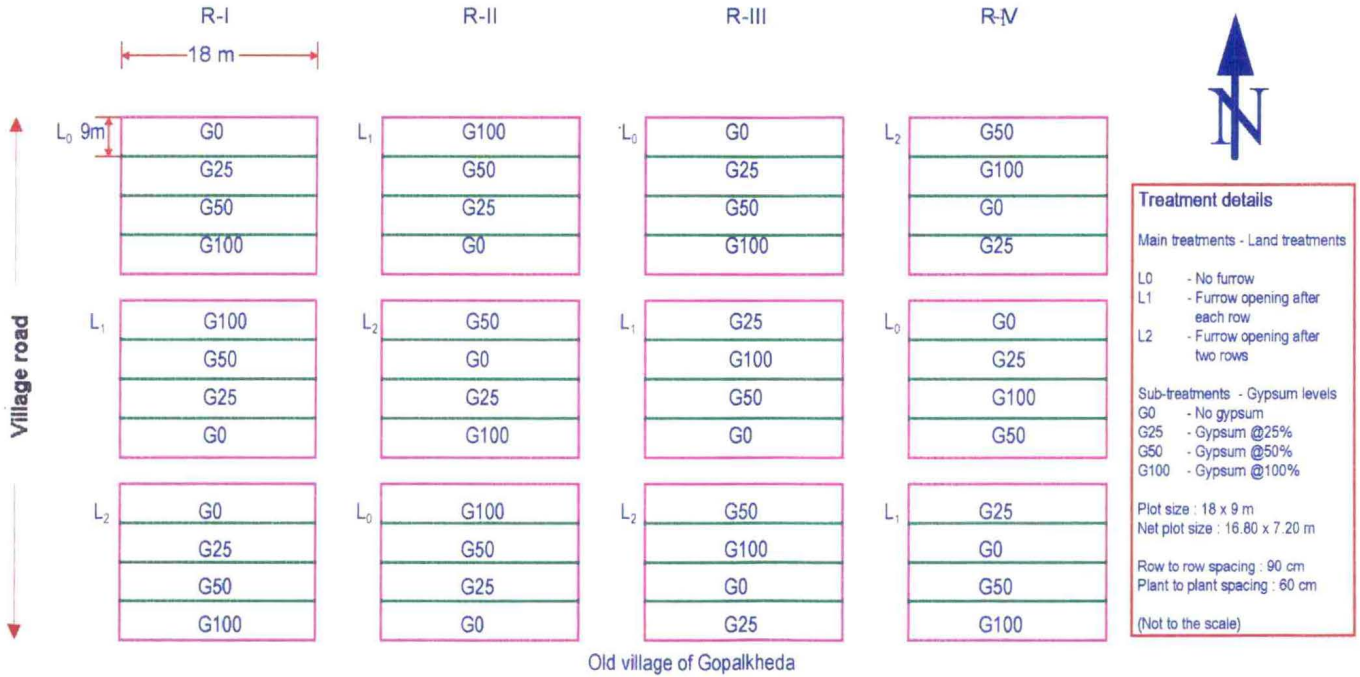 R-I R-II R-III R-IV
18 m
N
L0 9m G0 L1 G100 L0 G0 L2 G50
G25 G50 G25 G100
G50 G25 G50 G0
G100 G0 G100 G25
L1 G100 L2 G50 L1 G25 L0 G0
G50 G0 G100 G25
G25 G25 G50 G100
G0 G100 G0 G50
L2 G0 L0 G100 L2 G50 L1 G25
G25 G50 G100 G0
G50 G25 G0 G50
G100 G0 G25 G100
Village road
Old village of Gopalkheda
Treatment details
Main treatments - Land treatments
L0 - No furrow
L1 - Furrow opening after
each row
L2 - Furrow opening after
two rows
Sub-treatments - Gypsum levels
G0 - No gypsum
G25 - Gypsum @25%
G50 - Gypsum @50%
G100 - Gypsum @100%
Plot size : 18 x 9 m
Net plot size : 16.80 x 7.20 m
Row to row spacing : 90 cm
Plant to plant spacing : 60 cm
(Not to the scale)